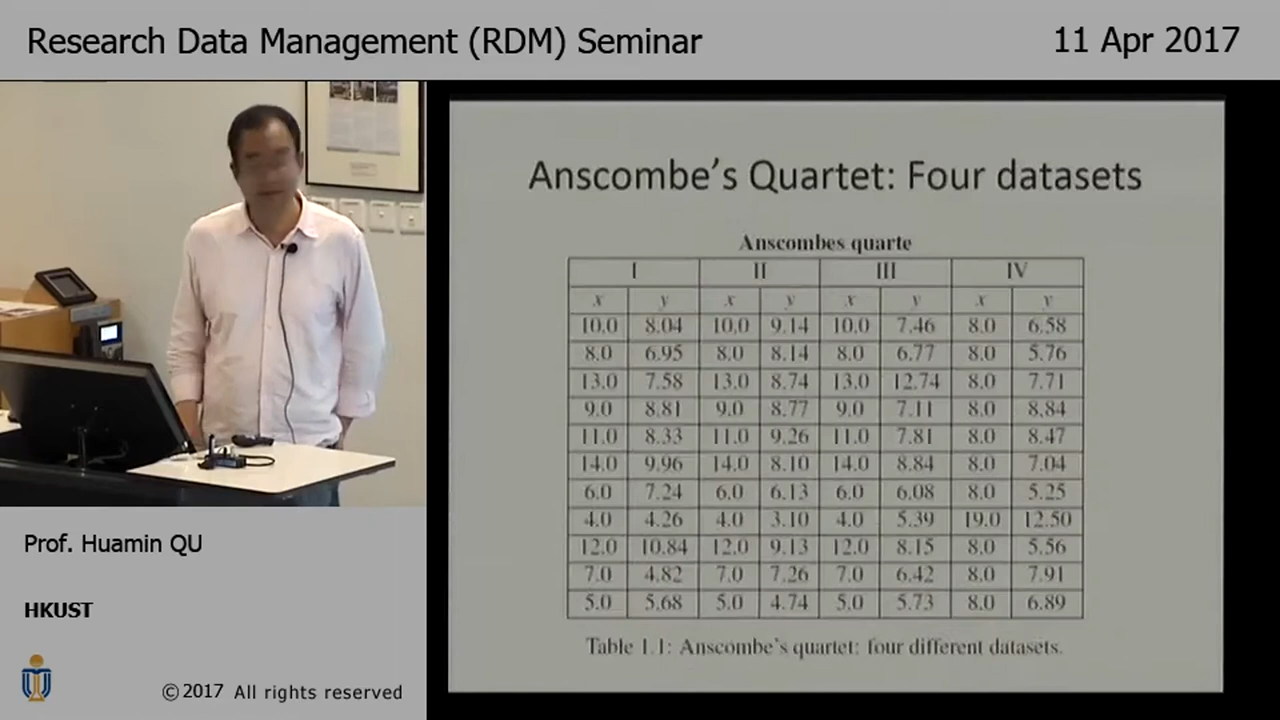 Research Data Management (RDM) Seminar
11 Apr 2017
Anscombe's Quartet: Four datasets
Anscombes quarte
I II III IV
x y x y x y x y
10.0 8.04 10.0 9.14 10.0 7.46 8.0 6.58
8.0 6.95 8.0 8.14 8.0 6.77 8.0 5.76
13.0 7.58 13.0 8.74 13.0 12.74 8.0 7.71
9.0 8.81 9.0 8.77 9.0 7.11 8.0 8.84
11.0 8.33 11.0 9.26 11.0 7.81 8.0 8.47
14.0 9.96 14.0 8.10 14.0 8.84 8.0 7.04
6.0 7.24 6.0 6.13 6.0 6.08 8.0 5.25
4.0 4.26 4.0 3.10 4.0 5.39 19.0 12.50
12.0 10.84 12.0 9.13 12.0 8.15 8.0 5.56
7.0 4.82 7.0 7.26 7.0 6.42 8.0 7.91
5.0 5.68 5.0 4.74 5.0 5.73 8.0 6.89
Table 1.1: Anscombe's quartet: four different datasets.
Prof. Huamin QU
HKUST
©2017 All rights reserved